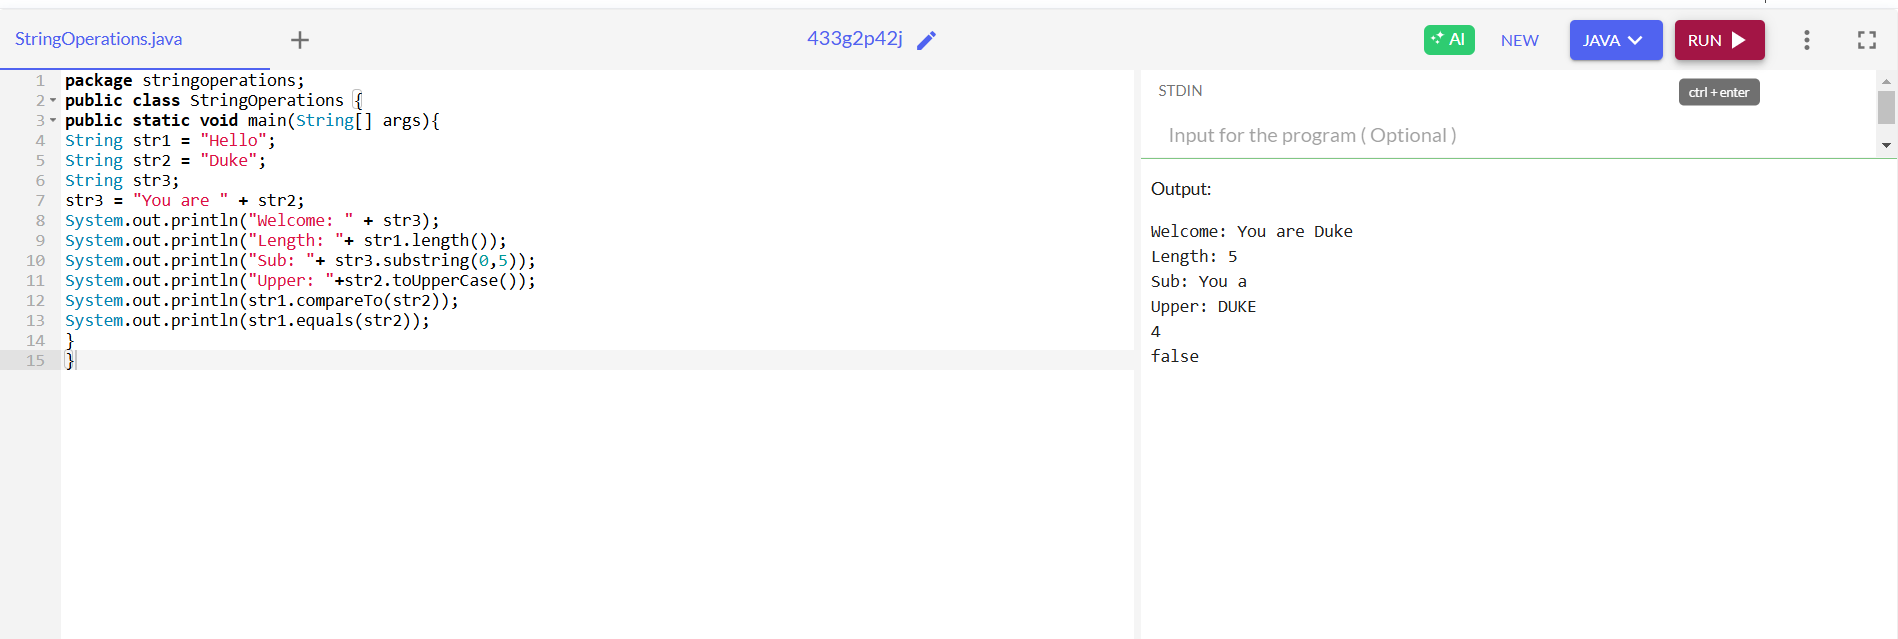 StringOperations.java
433g2p42j
AI
NEW
JAVA
RUN
ctrl + enter
1 package stringoperations;
2 public class StringOperations {
3 public static void main(String[] args){
4 String str1 = "Hello";
5 String str2 = "Duke";
6 String str3;
7 str3 = "You are " + str2;
8 System.out.println("Welcome: " + str3);
9 System.out.println("Length: "+ str1.length());
10 System.out.println("Sub: "+ str3.substring(0,5));
11 System.out.println("Upper: "+str2.toUpperCase());
12 System.out.println(str1.compareTo(str2));
13 System.out.println(str1.equals(str2));
14 }
15 }
STDIN
Input for the program ( Optional )
Output:
Welcome: You are Duke
Length: 5
Sub: You a
Upper: DUKE
4
false